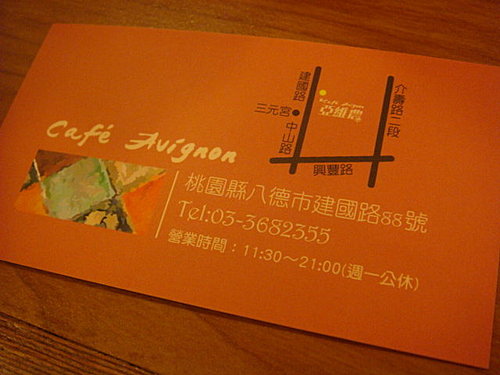 Café Avignon
建國路
三元宮
中山路
Café Avignon
亞維農
介壽路二段
興豐路
桃園縣八德市建國路88號
Tel:03-3682355
營業時間：11:30～21:00(週一公休)